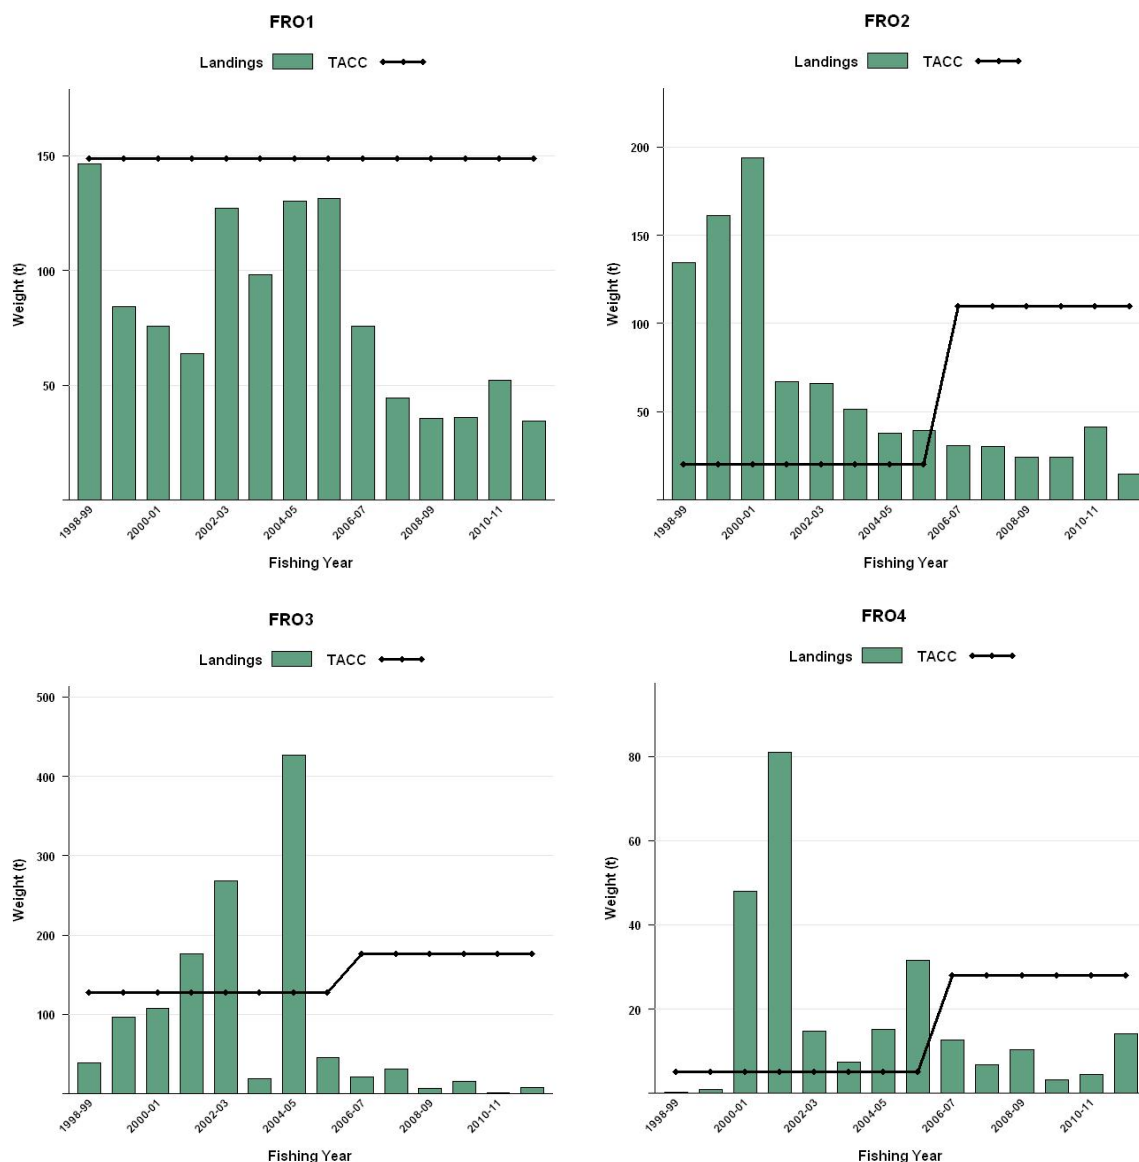 FRO1
Landings TACC
Weight (t)
150
100
50
1998-99
2000-01
2002-03
2004-05
2006-07
2008-09
2010-11
Fishing Year
FRO2
Landings TACC
Weight (t)
200
150
100
50
1998-99
2000-01
2002-03
2004-05
2006-07
2008-09
2010-11
Fishing Year
FRO3
Landings TACC
Weight (t)
500
400
300
200
100
1998-99
2000-01
2002-03
2004-05
2006-07
2008-09
2010-11
Fishing Year
FRO4
Landings TACC
Weight (t)
80
60
40
20
1998-99
2000-01
2002-03
2004-05
2006-07
2008-09
2010-11
Fishing Year